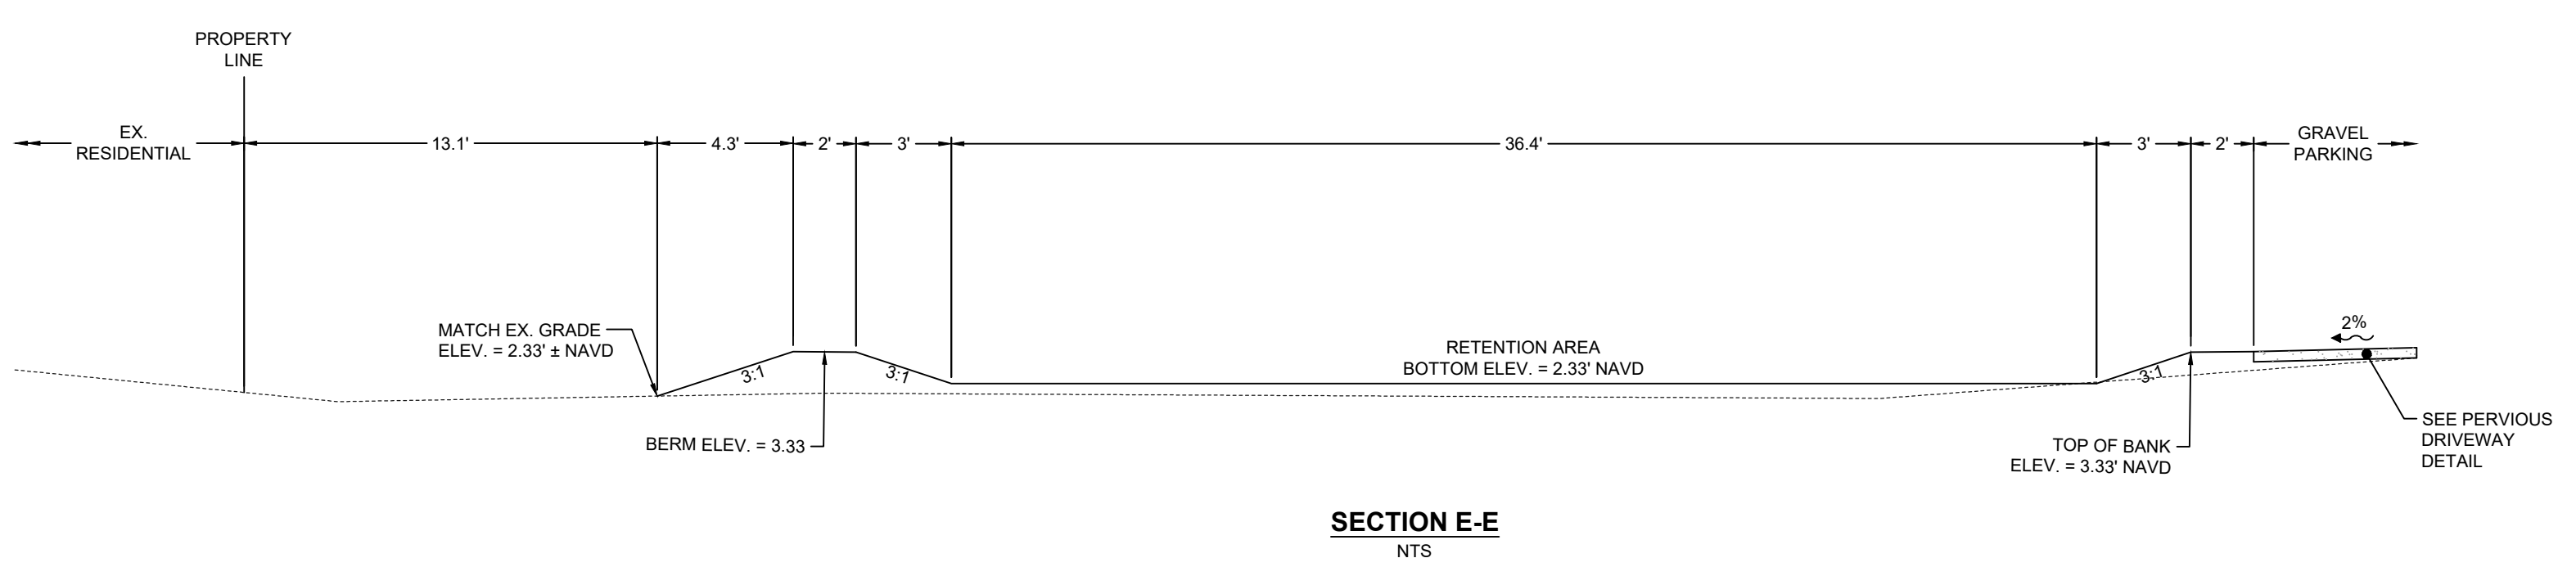 PROPERTY
LINE
EX.
RESIDENTIAL
13.1'
4.3'
2'
3'
36.4'
3'
2'
GRAVEL
PARKING
MATCH EX. GRADE
ELEV. = 2.33' ± NAVD
3:1
3:1
BERM ELEV. = 3.33
RETENTION AREA
BOTTOM ELEV. = 2.33' NAVD
2%
3:1
TOP OF BANK
ELEV. = 3.33' NAVD
SEE PERVIOUS
DRIVEWAY
DETAIL
SECTION E-E
NTS